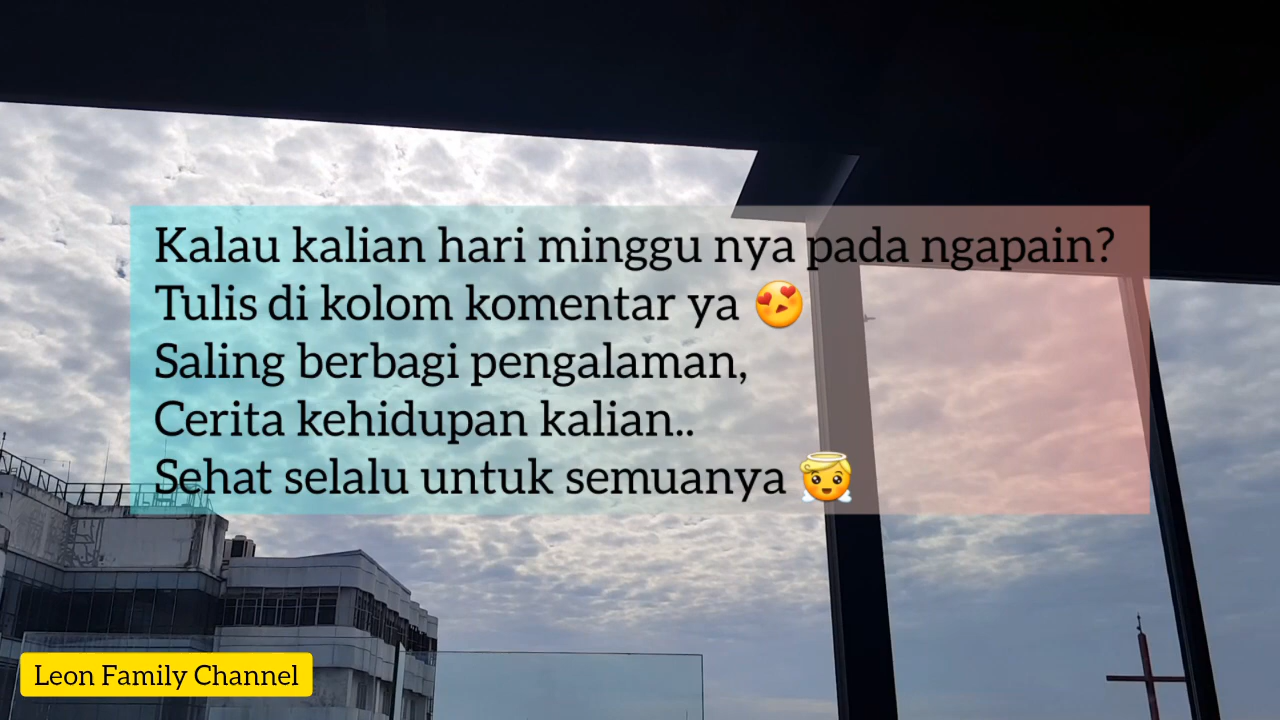 Kalau kalian hari minggu nya pada ngapain?
Tulis di kolom komentar ya 😍
Saling berbagi pengalaman,
Cerita kehidupan kalian..
Sehat selalu untuk semuanya 😇
Leon Family Channel